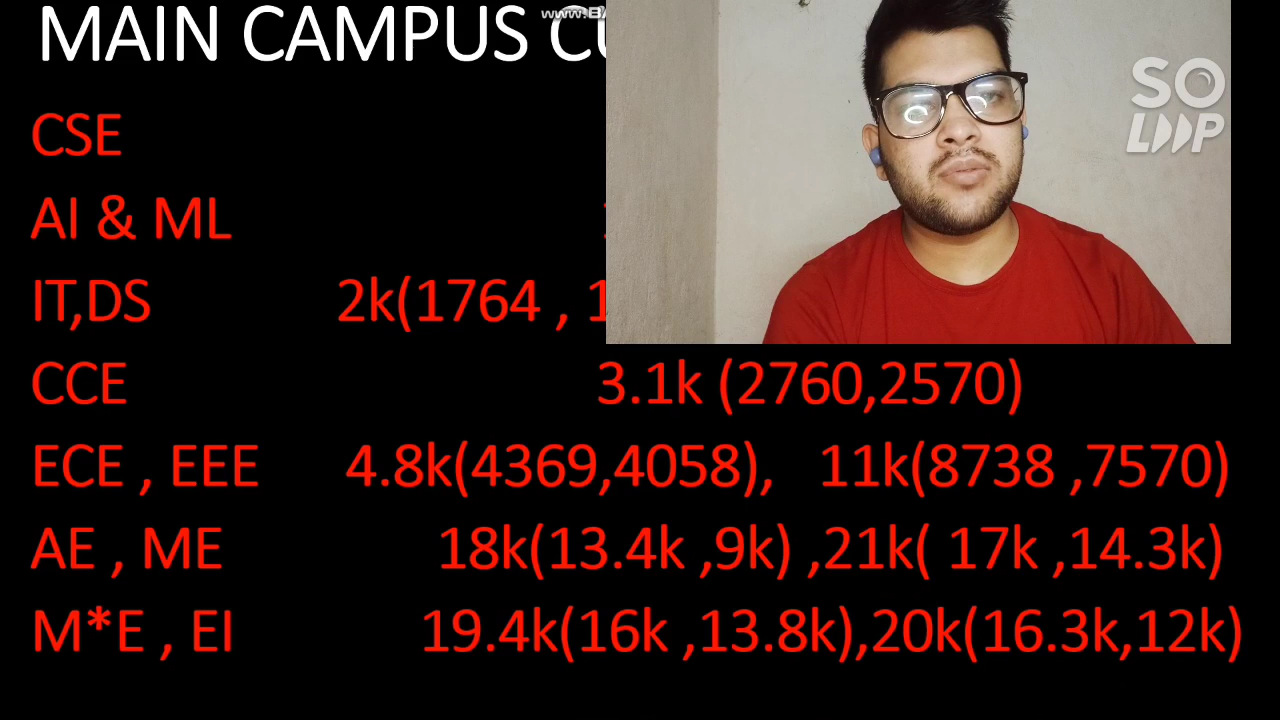 MAIN CAMPUS
www.
CSE
AI & ML
IT,DS 2k(1764 ,
CCE 3.1k (2760,2570)
ECE , EEE 4.8k(4369,4058), 11k(8738 ,7570)
AE , ME 18k(13.4k ,9k) ,21k( 17k ,14.3k)
M*E , EI 19.4k(16k ,13.8k),20k(16.3k,12k)
SO
LOOP